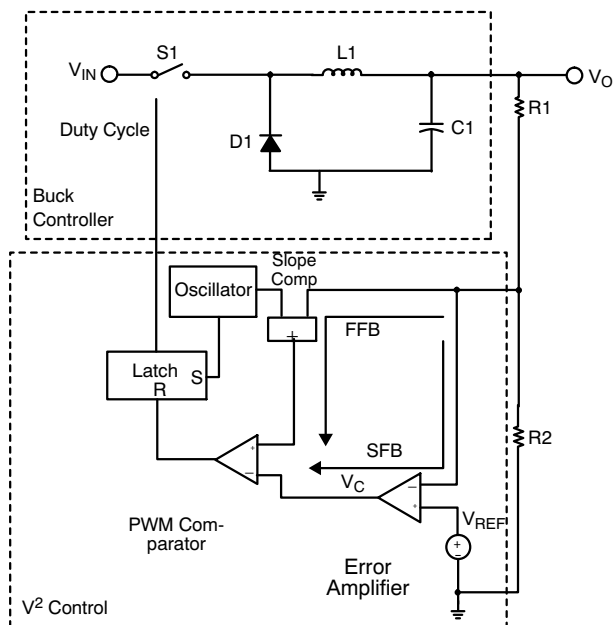 S1
L1
V_IN
V_O
R1
Duty Cycle
D1
C1
Buck
Controller
Slope
Comp
Oscillator
+
FFB
Latch
S
R
R2
SFB
+
−
V_C
−
+
V_REF
PWM Com-
parator
+
−
Error
Amplifier
V² Control